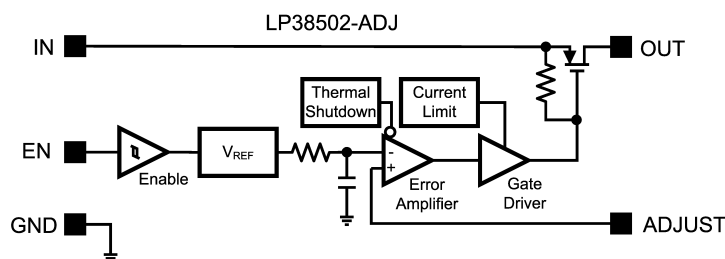 LP38502-ADJ
IN
OUT
Thermal
Shutdown
Current
Limit
EN
Enable
VREF
-
+
Error
Amplifier
Gate
Driver
GND
ADJUST